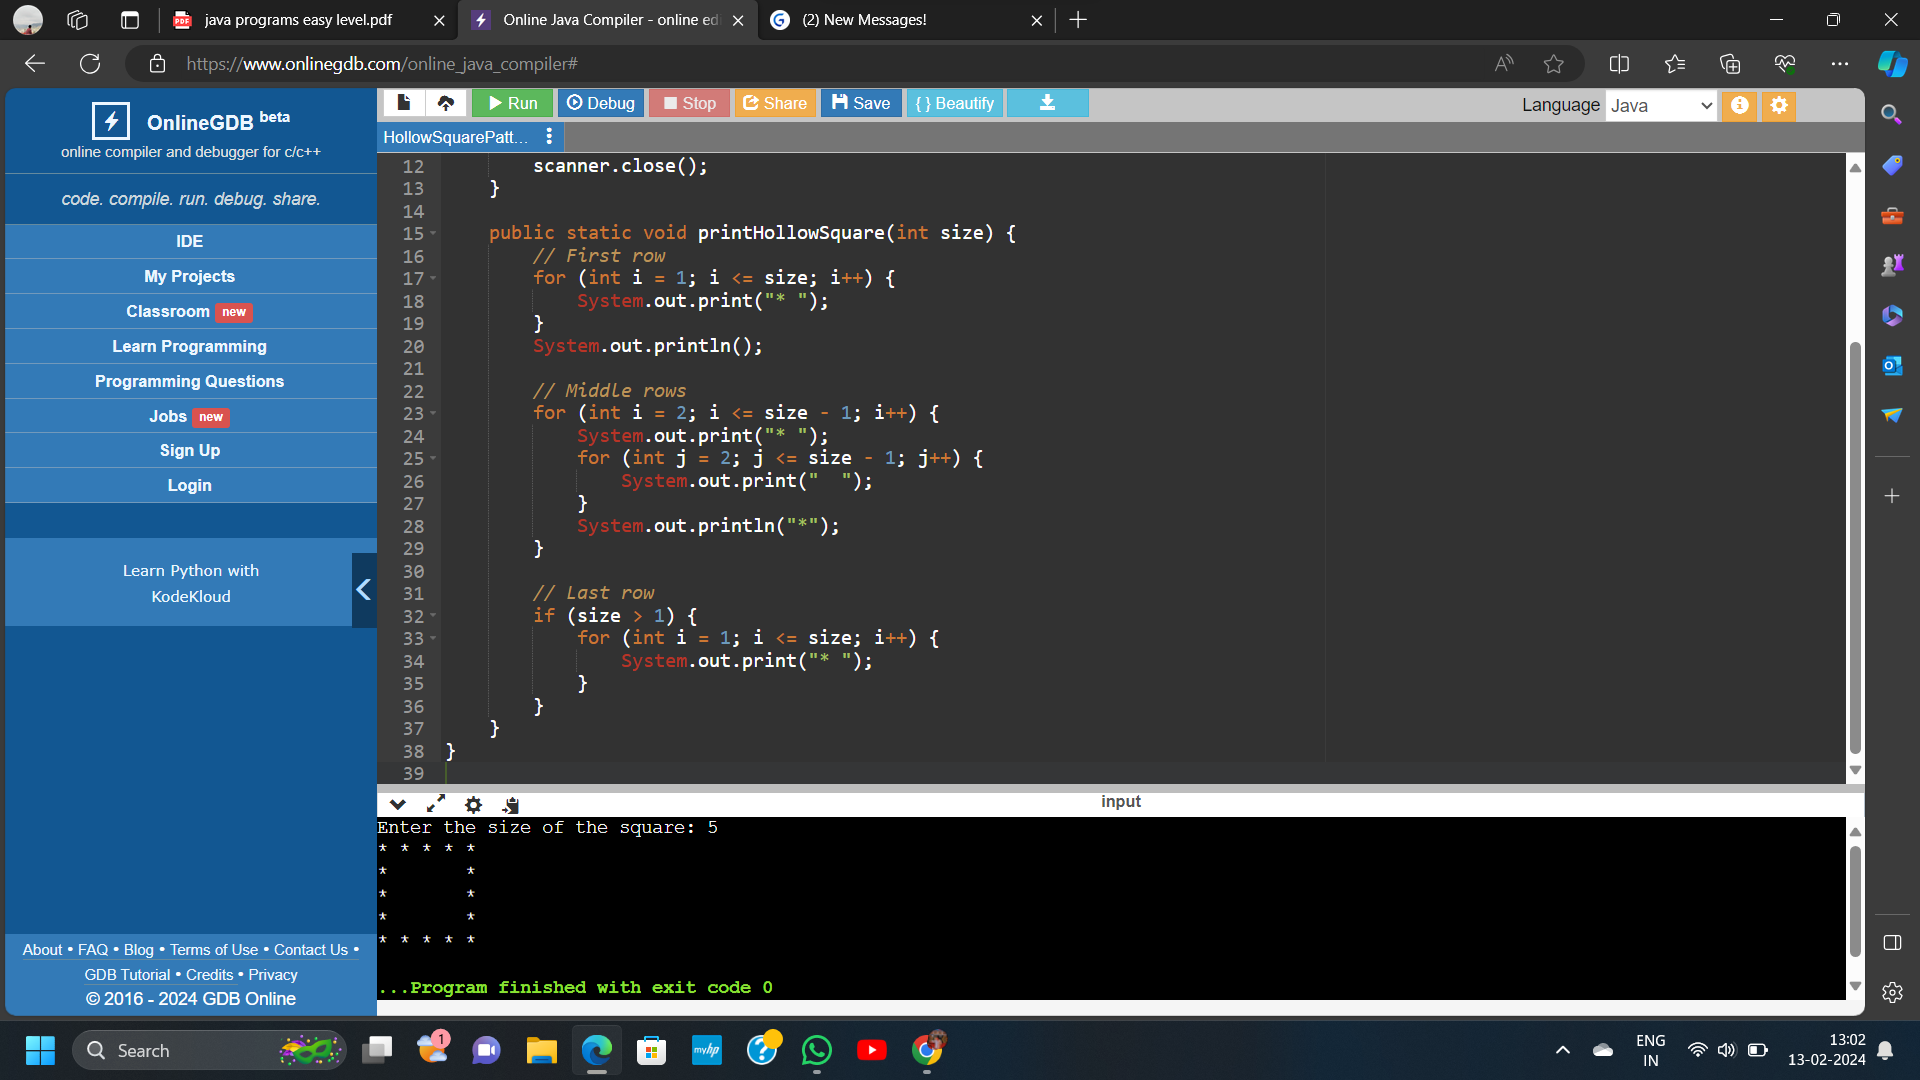 java programs easy level.pdf
Online Java Compiler - online edi
(2) New Messages!
https://www.onlinegdb.com/online_java_compiler#
OnlineGDB beta
online compiler and debugger for c/c++
code. compile. run. debug. share.
IDE
My Projects
Classroom new
Learn Programming
Programming Questions
Jobs new
Sign Up
Login
Learn Python with
KodeKloud
About • FAQ • Blog • Terms of Use • Contact Us •
GDB Tutorial • Credits • Privacy
© 2016 - 2024 GDB Online
Run Debug Stop Share Save { } Beautify
Language Java
HollowSquarePatt...
12         scanner.close();
13     }
14
15     public static void printHollowSquare(int size) {
16         // First row
17         for (int i = 1; i <= size; i++) {
18             System.out.print("* ");
19         }
20         System.out.println();
21
22         // Middle rows
23         for (int i = 2; i <= size - 1; i++) {
24             System.out.print("* ");
25             for (int j = 2; j <= size - 1; j++) {
26                 System.out.print("  ");
27             }
28             System.out.println("*");
29         }
30
31         // Last row
32         if (size > 1) {
33             for (int i = 1; i <= size; i++) {
34                 System.out.print("* ");
35             }
36         }
37     }
38 }
39
input
Enter the size of the square: 5
* * * * *
*       *
*       *
*       *
* * * * *
...Program finished with exit code 0
Search
1
myhp
ENG
IN
13:02
13-02-2024